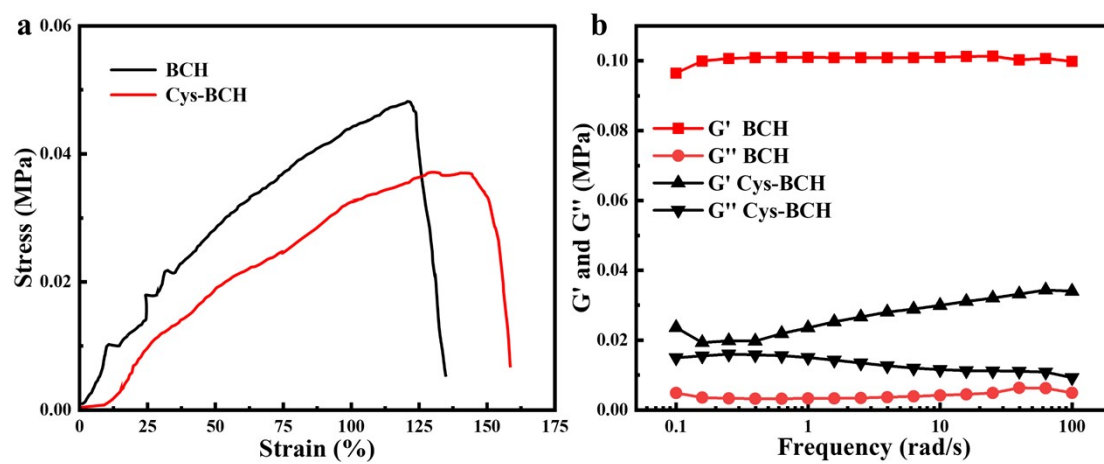 a
0.06
0.04
0.02
0.00
Stress (MPa)
BCH
Cys-BCH
0
25
50
75
100
125
150
175
Strain (%)
b
0.10
0.08
0.06
0.04
0.02
0.00
G' and G'' (MPa)
G' BCH
G'' BCH
G' Cys-BCH
G'' Cys-BCH
0.1
1
10
100
Frequency (rad/s)